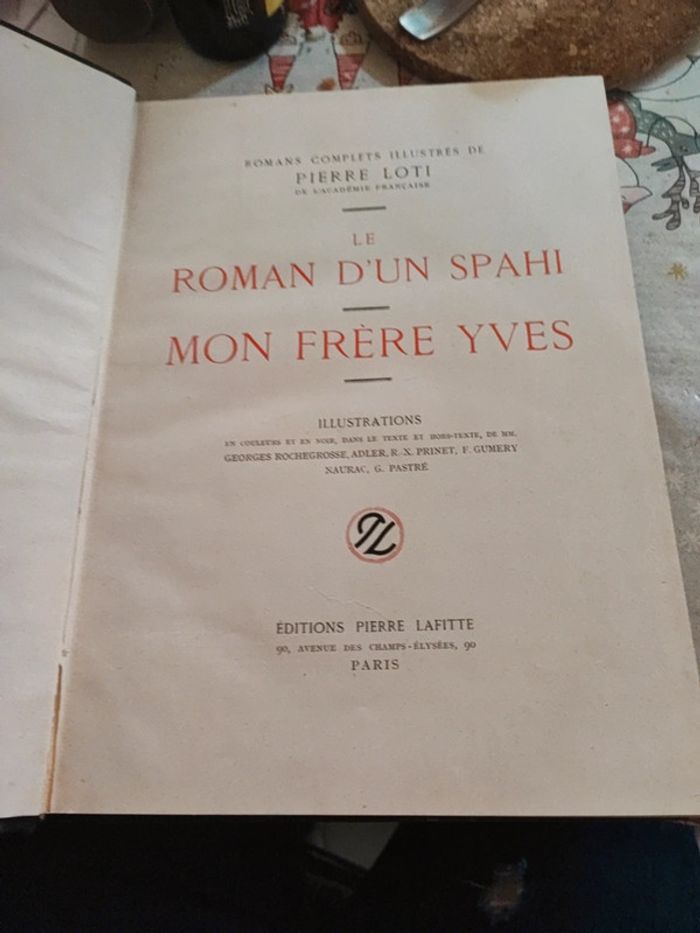 ROMANS COMPLETS ILLUSTRÉS DE
PIERRE LOTI
DE L'ACADÉMIE FRANÇAISE
LE
ROMAN D'UN SPAHI
MON FRÈRE YVES
ILLUSTRATIONS
EN COULEURS ET EN NOIR, DANS LE TEXTE ET HORS-TEXTE, DE MM.
GEORGES ROCHEGROSSE, ADLER, R.-X. PRINET, F. GUMERY
NAURAC, G. PASTRÉ
PL
ÉDITIONS PIERRE LAFITTE
90, AVENUE DES CHAMPS-ÉLYSÉES, 90
PARIS